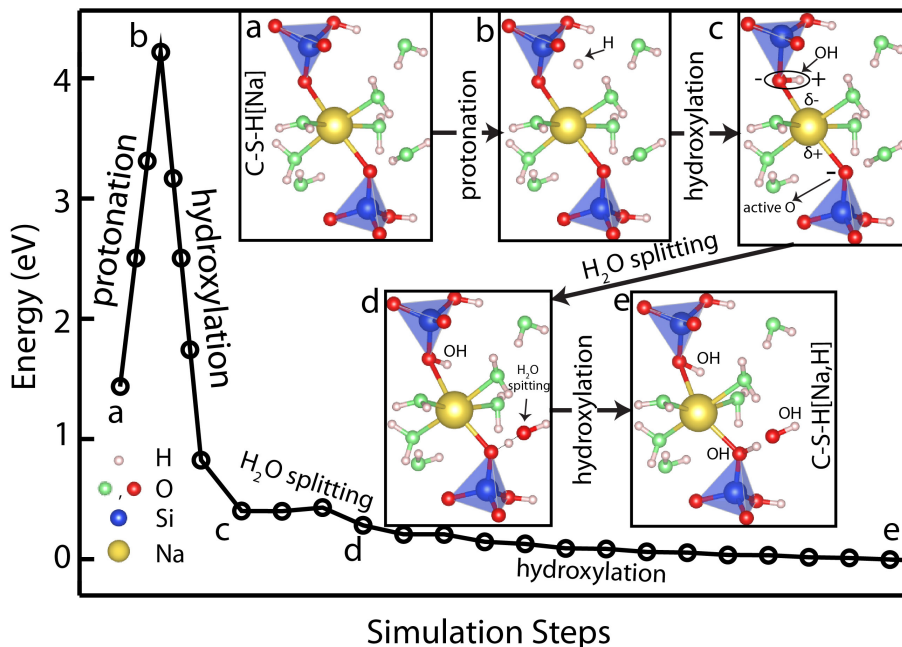 Energy (eV)
4
3
2
1
0
Simulation Steps
a
b
c
d
e
protonation
hydroxylation
H₂O splitting
hydroxylation
H
, O
Si
Na
a
C-S-H[Na]
protonation
b
H
hydroxylation
c
OH
- +
δ-
δ+
-
active O
H₂O splitting
d
OH
H₂O
spitting
hydroxylation
e
OH
OH
OH
C-S-H[Na,H]